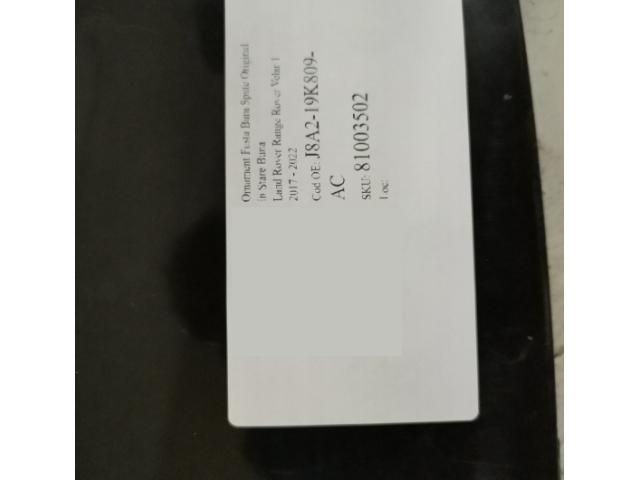 Ornament Fusta Bara Spate Original
in Stare Buna
Land Rover Range Rover Velar 1
2017 - 2022
Cod OE: J8A2-19K809-
AC
SKU: 81003502
Loc: